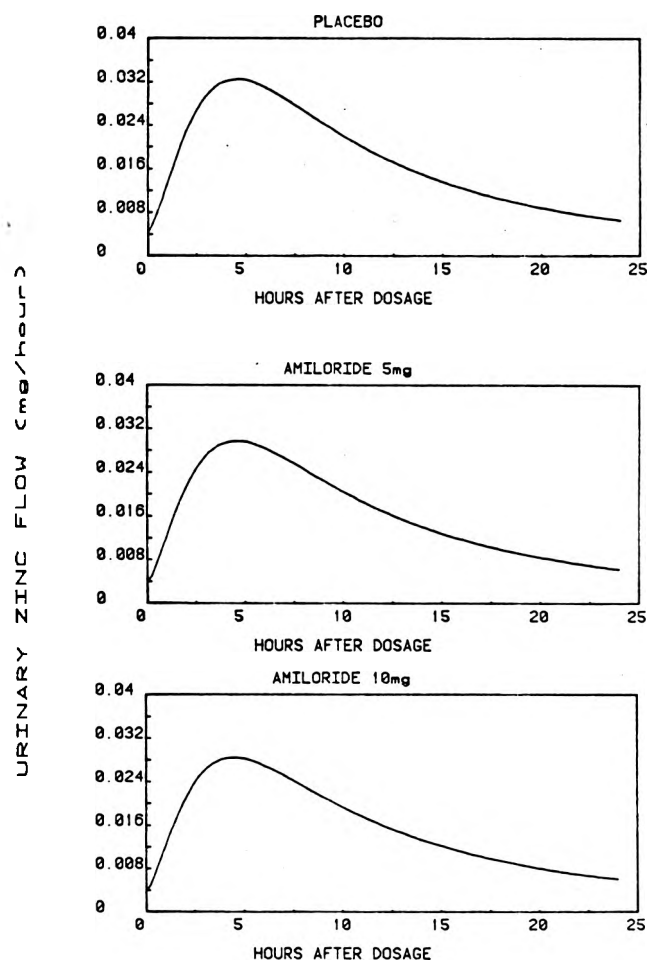 URINARY ZINC FLOW (mg/hour)
PLACEBO
0.04
0.032
0.024
0.016
0.008
0
0 5 10 15 20 25
HOURS AFTER DOSAGE
AMILORIDE 5mg
0.04
0.032
0.024
0.016
0.008
0
0 5 10 15 20 25
HOURS AFTER DOSAGE
AMILORIDE 10mg
0.04
0.032
0.024
0.016
0.008
0
0 5 10 15 20 25
HOURS AFTER DOSAGE